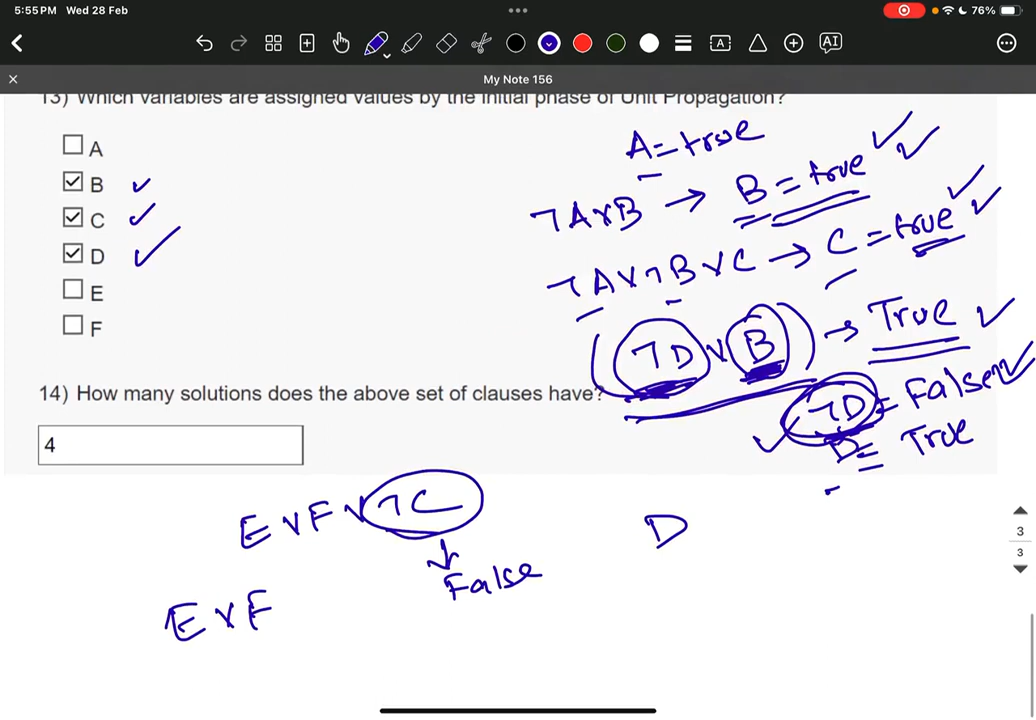 5:55 PM Wed 28 Feb
76%
A
AI
My Note 156
13) Which variables are assigned values by the initial phase of Unit Propagation?
A
B
C
D
E
F
A = true
¬A ∨ B → B = true
¬A ∨ ¬B ∨ C → C = true
(¬D ∨ B) → True
¬D = False
D = True
14) How many solutions does the above set of clauses have?
4
E ∨ F ∨ ¬C
False
D
E ∨ F
3
3